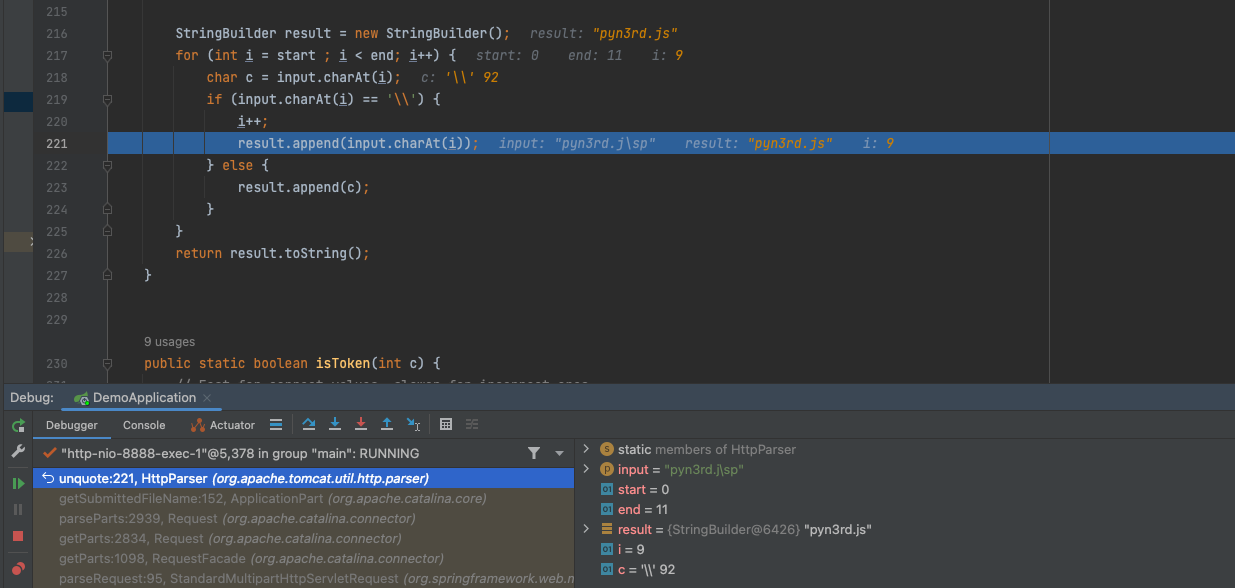 215
216 StringBuilder result = new StringBuilder(); result: "pyn3rd.js"
217 for (int i = start ; i < end; i++) { start: 0 end: 11 i: 9
218 char c = input.charAt(i); c: '\\' 92
219 if (input.charAt(i) == '\\') {
220 i++;
221 result.append(input.charAt(i)); input: "pyn3rd.j\sp" result: "pyn3rd.js" i: 9
222 } else {
223 result.append(c);
224 }
225 }
226 return result.toString();
227 }
228
229
9 usages
230 public static boolean isToken(int c) {
Debug: DemoApplication ×
Debugger Console Actuator
"http-nio-8888-exec-1"@5,378 in group "main": RUNNING
unquote:221, HttpParser (org.apache.tomcat.util.http.parser)
getSubmittedFileName:152, ApplicationPart (org.apache.catalina.core)
parseParts:2939, Request (org.apache.catalina.connector)
getParts:2834, Request (org.apache.catalina.connector)
getParts:1098, RequestFacade (org.apache.catalina.connector)
parseRequest:95, StandardMultipartHttpServletRequest (org.springframework.web.m
static members of HttpParser
input = "pyn3rd.j\sp"
start = 0
end = 11
result = {StringBuilder@6426} "pyn3rd.js"
i = 9
c = '\\' 92